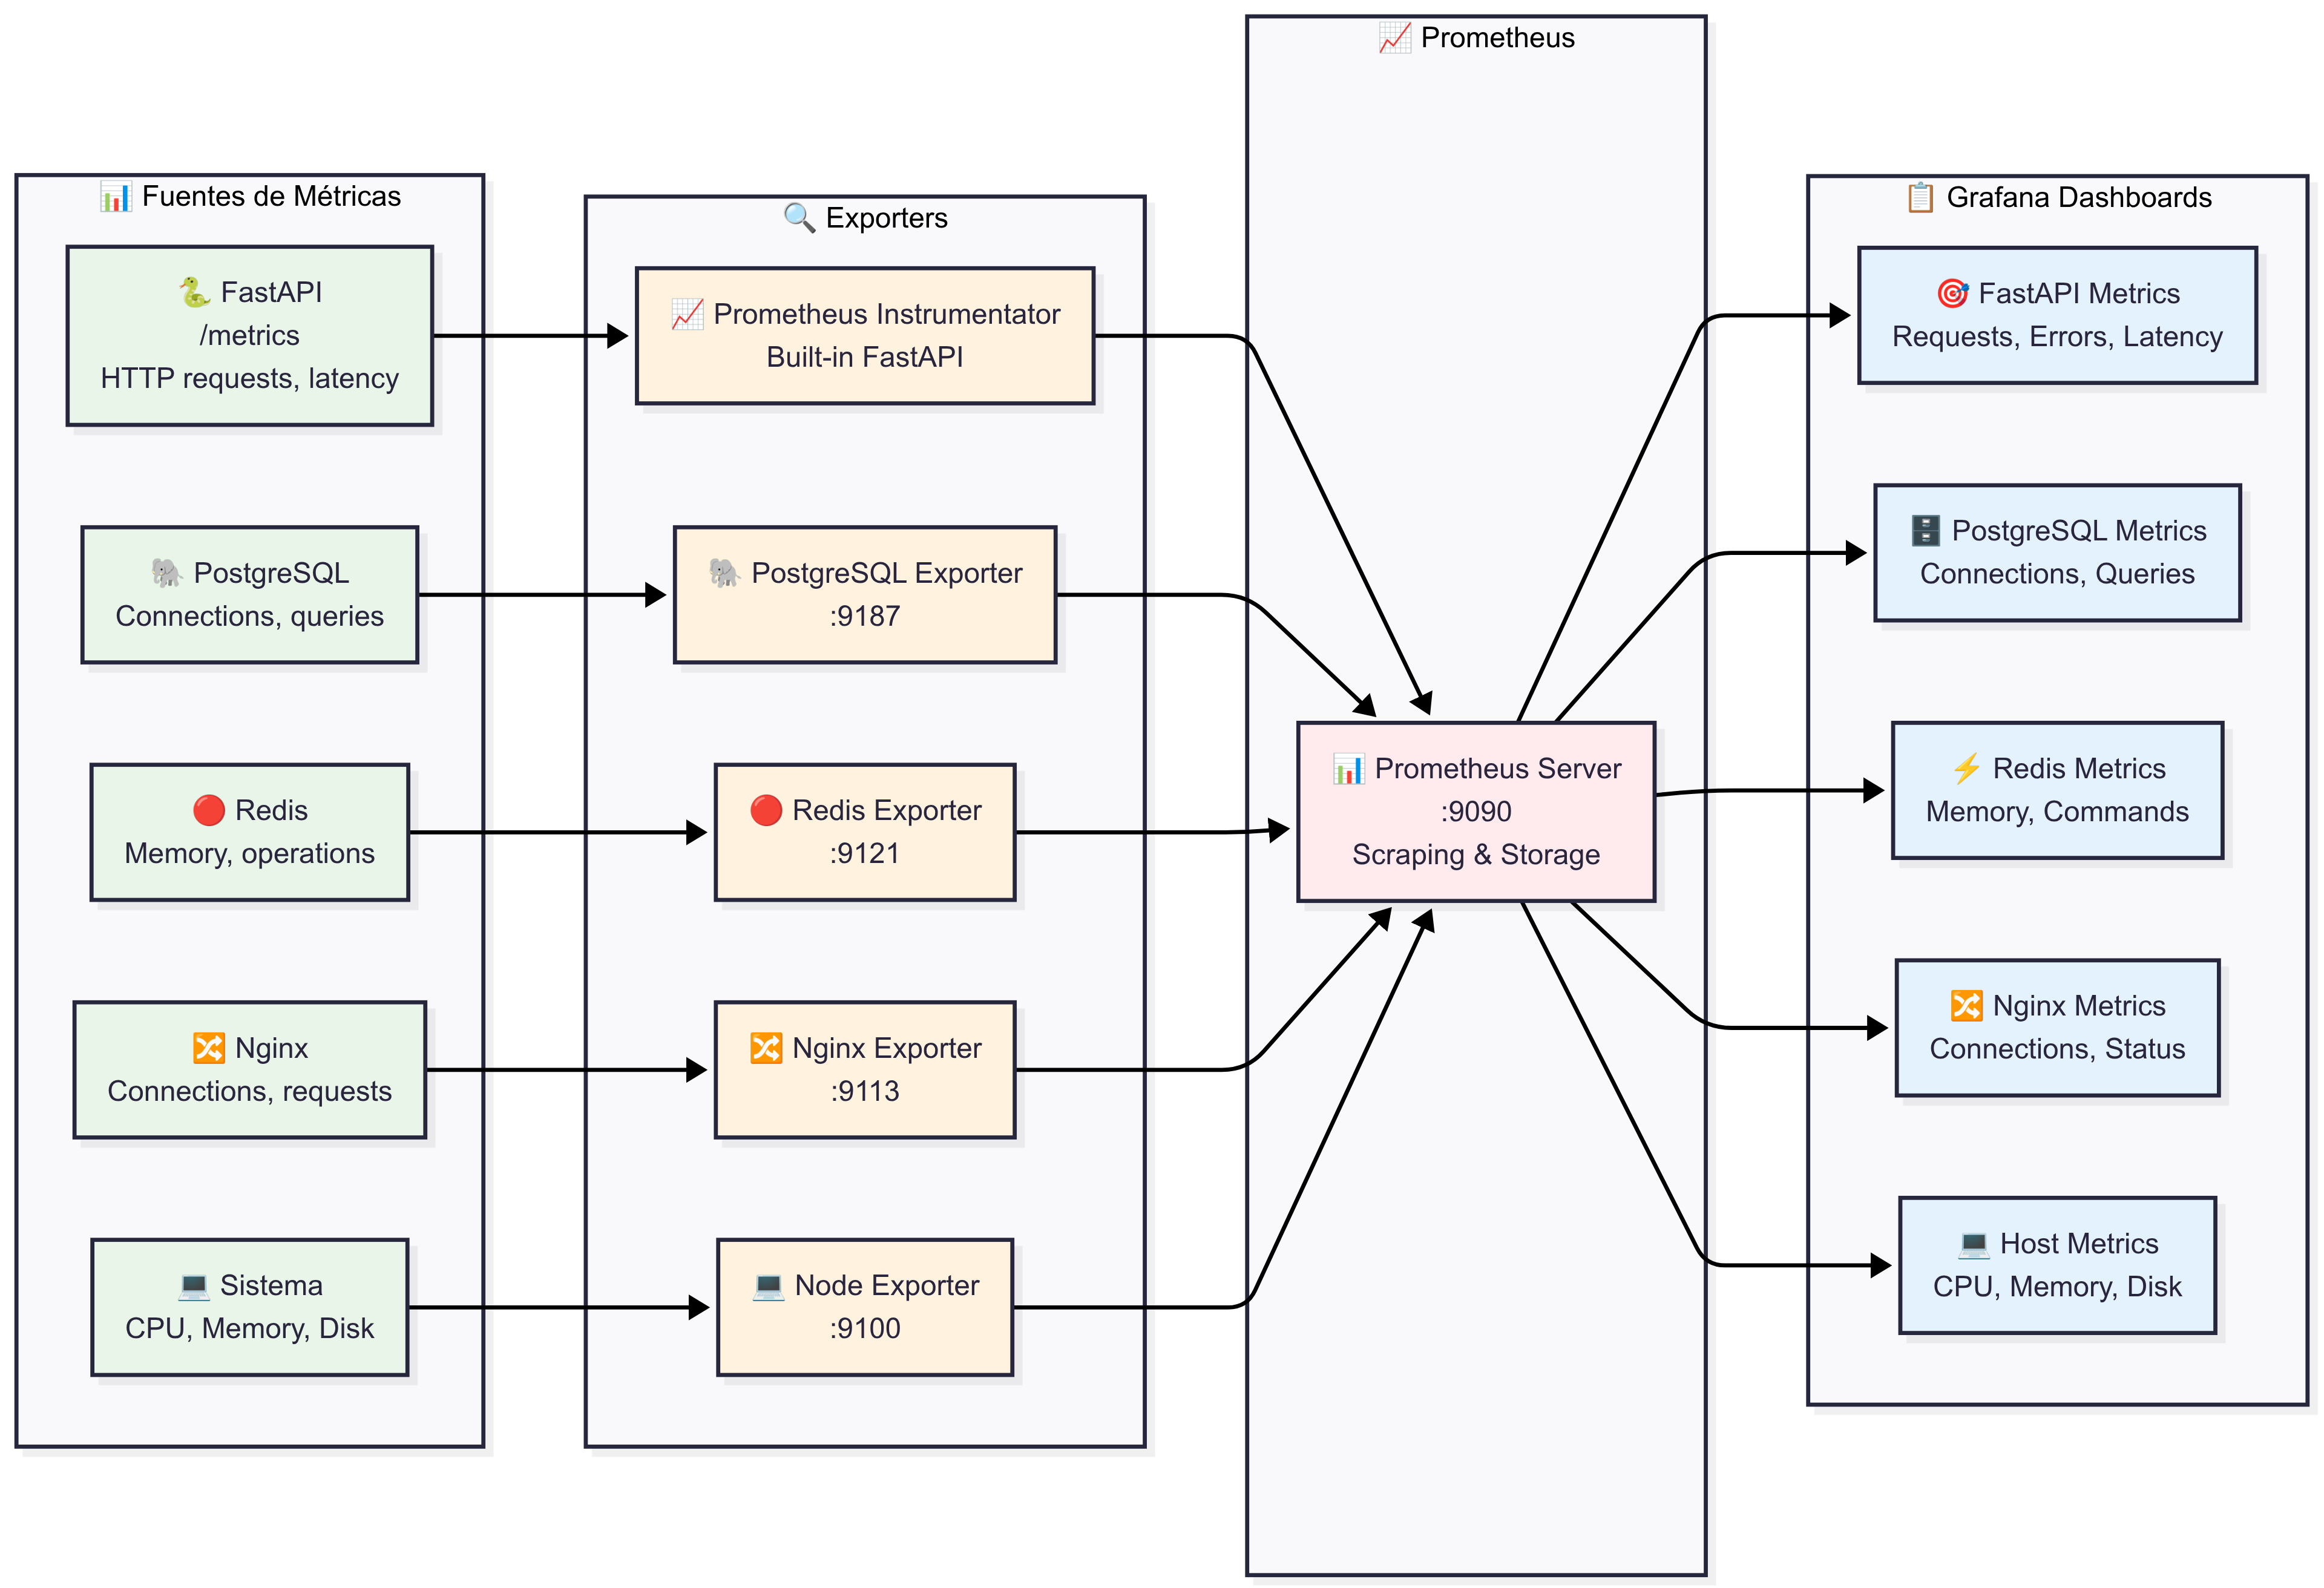 📊 Fuentes de Métricas
🐍 FastAPI
/metrics
HTTP requests, latency
🐘 PostgreSQL
Connections, queries
🔴 Redis
Memory, operations
🔀 Nginx
Connections, requests
💻 Sistema
CPU, Memory, Disk
🔍 Exporters
📈 Prometheus Instrumentator
Built-in FastAPI
🐘 PostgreSQL Exporter
:9187
🔴 Redis Exporter
:9121
🔀 Nginx Exporter
:9113
💻 Node Exporter
:9100
📈 Prometheus
📊 Prometheus Server
:9090
Scraping & Storage
📋 Grafana Dashboards
🎯 FastAPI Metrics
Requests, Errors, Latency
🗄️ PostgreSQL Metrics
Connections, Queries
⚡ Redis Metrics
Memory, Commands
🔀 Nginx Metrics
Connections, Status
💻 Host Metrics
CPU, Memory, Disk